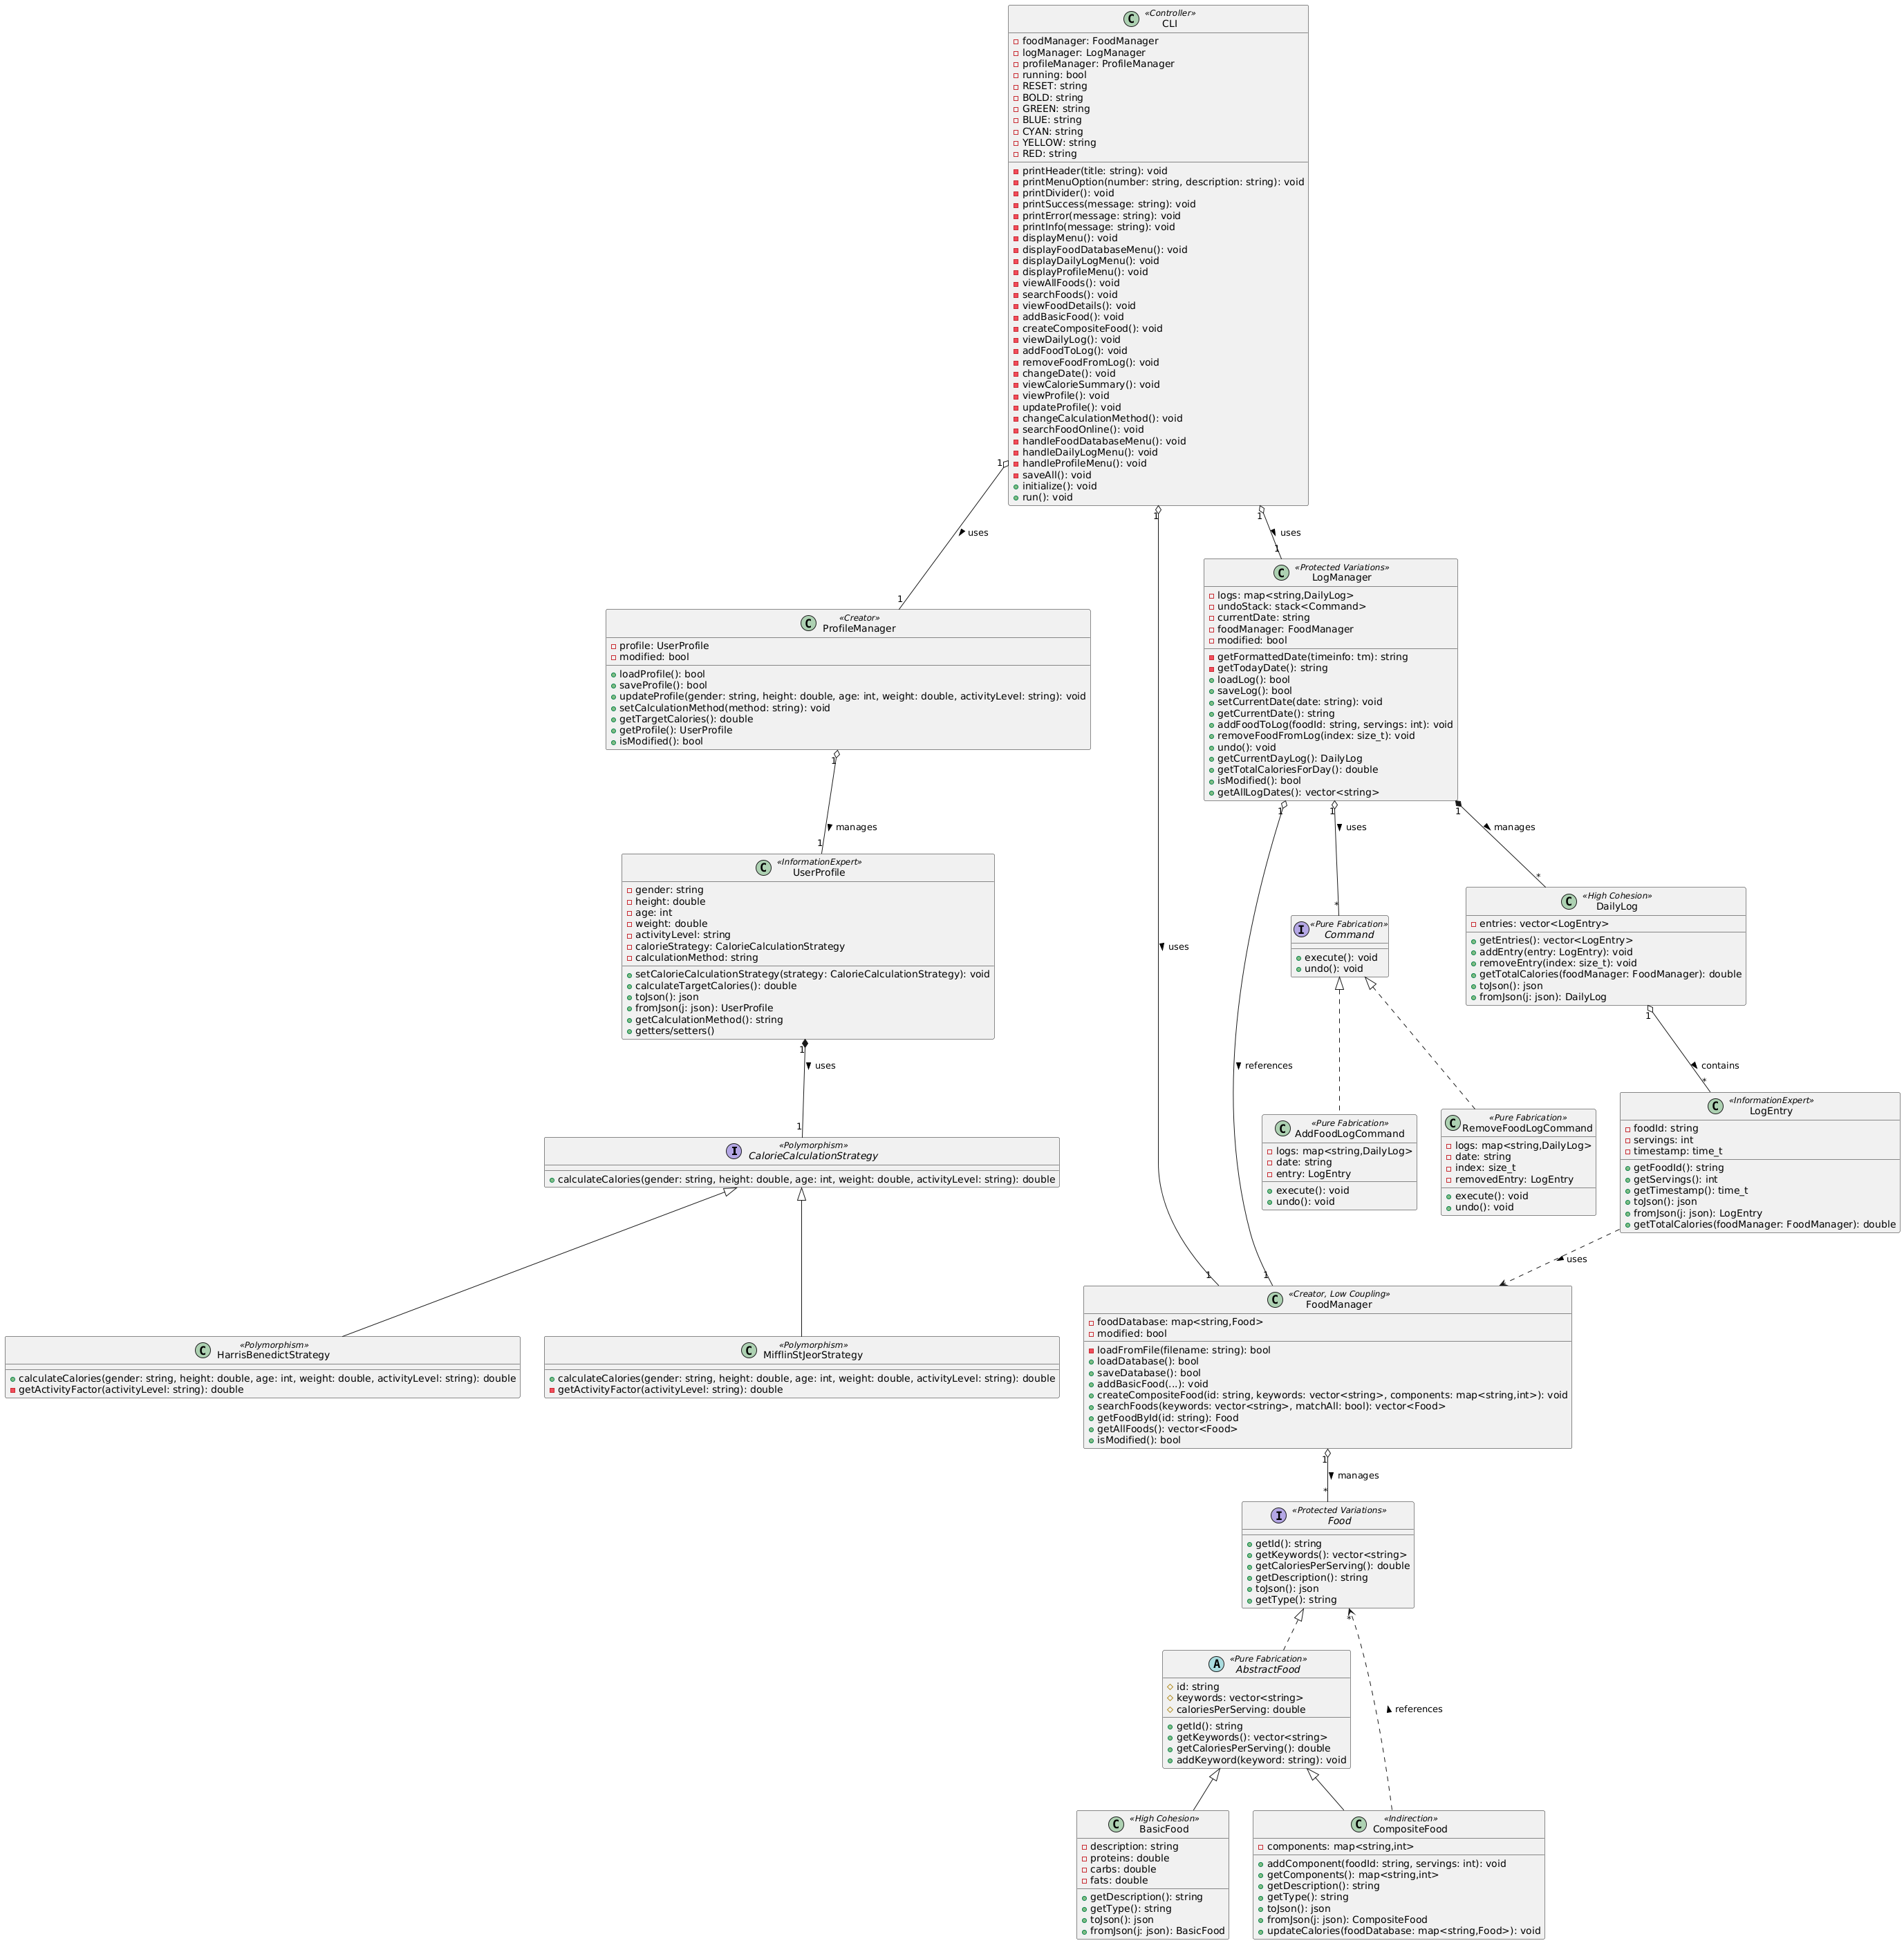 «Controller»
C CLI
foodManager: FoodManager
logManager: LogManager
profileManager: ProfileManager
running: bool
RESET: string
BOLD: string
GREEN: string
BLUE: string
CYAN: string
YELLOW: string
RED: string
printHeader(title: string): void
printMenuOption(number: string, description: string): void
printDivider(): void
printSuccess(message: string): void
printError(message: string): void
printInfo(message: string): void
displayMenu(): void
displayFoodDatabaseMenu(): void
displayDailyLogMenu(): void
displayProfileMenu(): void
viewAllFoods(): void
searchFoods(): void
viewFoodDetails(): void
addBasicFood(): void
createCompositeFood(): void
viewDailyLog(): void
addFoodToLog(): void
removeFoodFromLog(): void
changeDate(): void
viewCalorieSummary(): void
viewProfile(): void
updateProfile(): void
changeCalculationMethod(): void
searchFoodOnline(): void
handleFoodDatabaseMenu(): void
handleDailyLogMenu(): void
handleProfileMenu(): void
saveAll(): void
initialize(): void
run(): void
1
1
1
uses
uses
1
1
«Protected Variations»
C LogManager
logs: map<string,DailyLog>
undoStack: stack<Command>
currentDate: string
foodManager: FoodManager
modified: bool
getFormattedDate(timeinfo: tm): string
getTodayDate(): string
loadLog(): bool
saveLog(): bool
setCurrentDate(date: string): void
getCurrentDate(): string
addFoodToLog(foodId: string, servings: int): void
removeFoodFromLog(index: size_t): void
undo(): void
getCurrentDayLog(): DailyLog
getTotalCaloriesForDay(): double
isModified(): bool
getAllLogDates(): vector<string>
«Creator»
C ProfileManager
profile: UserProfile
modified: bool
loadProfile(): bool
saveProfile(): bool
updateProfile(gender: string, height: double, age: int, weight: double, activityLevel: string): void
setCalculationMethod(method: string): void
getTargetCalories(): double
getProfile(): UserProfile
isModified(): bool
1
1
1
1
manages
uses
manages
1
*
*
«InformationExpert»
C UserProfile
gender: string
height: double
age: int
weight: double
activityLevel: string
calorieStrategy: CalorieCalculationStrategy
calculationMethod: string
setCalorieCalculationStrategy(strategy: CalorieCalculationStrategy): void
calculateTargetCalories(): double
toJson(): json
fromJson(j: json): UserProfile
getCalculationMethod(): string
getters/setters()
uses
«Pure Fabrication»
I Command
execute(): void
undo(): void
«High Cohesion»
C DailyLog
entries: vector<LogEntry>
getEntries(): vector<LogEntry>
addEntry(entry: LogEntry): void
removeEntry(index: size_t): void
getTotalCalories(foodManager: FoodManager): double
toJson(): json
fromJson(j: json): DailyLog
1
1
uses
references
contains
1
*
«Polymorphism»
I CalorieCalculationStrategy
calculateCalories(gender: string, height: double, age: int, weight: double, activityLevel: string): double
«Pure Fabrication»
C AddFoodLogCommand
logs: map<string,DailyLog>
date: string
entry: LogEntry
execute(): void
undo(): void
«Pure Fabrication»
C RemoveFoodLogCommand
logs: map<string,DailyLog>
date: string
index: size_t
removedEntry: LogEntry
execute(): void
undo(): void
«InformationExpert»
C LogEntry
foodId: string
servings: int
timestamp: time_t
getFoodId(): string
getServings(): int
getTimestamp(): time_t
toJson(): json
fromJson(j: json): LogEntry
getTotalCalories(foodManager: FoodManager): double
uses
1
1
«Polymorphism»
C HarrisBenedictStrategy
calculateCalories(gender: string, height: double, age: int, weight: double, activityLevel: string): double
getActivityFactor(activityLevel: string): double
«Polymorphism»
C MifflinStJeorStrategy
calculateCalories(gender: string, height: double, age: int, weight: double, activityLevel: string): double
getActivityFactor(activityLevel: string): double
«Creator, Low Coupling»
C FoodManager
foodDatabase: map<string,Food>
modified: bool
loadFromFile(filename: string): bool
loadDatabase(): bool
saveDatabase(): bool
addBasicFood(...): void
createCompositeFood(id: string, keywords: vector<string>, components: map<string,int>): void
searchFoods(keywords: vector<string>, matchAll: bool): vector<Food>
getFoodById(id: string): Food
getAllFoods(): vector<Food>
isModified(): bool
1
manages
*
«Protected Variations»
I Food
getId(): string
getKeywords(): vector<string>
getCaloriesPerServing(): double
getDescription(): string
toJson(): json
getType(): string
*
«Pure Fabrication»
A AbstractFood
id: string
keywords: vector<string>
caloriesPerServing: double
getId(): string
getKeywords(): vector<string>
getCaloriesPerServing(): double
addKeyword(keyword: string): void
references
«High Cohesion»
C BasicFood
description: string
proteins: double
carbs: double
fats: double
getDescription(): string
getType(): string
toJson(): json
fromJson(j: json): BasicFood
«Indirection»
C CompositeFood
components: map<string,int>
addComponent(foodId: string, servings: int): void
getComponents(): map<string,int>
getDescription(): string
getType(): string
toJson(): json
fromJson(j: json): CompositeFood
updateCalories(foodDatabase: map<string,Food>): void